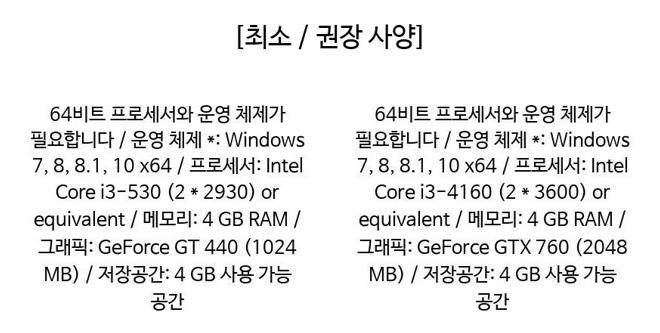 [최소 / 권장 사양]
64비트 프로세서와 운영 체제가
필요합니다 / 운영 체제 *: Windows
7, 8, 8.1, 10 x64 / 프로세서: Intel
Core i3-530 (2 * 2930) or
equivalent / 메모리: 4 GB RAM /
그래픽: GeForce GT 440 (1024
MB) / 저장공간: 4 GB 사용 가능
공간
64비트 프로세서와 운영 체제가
필요합니다 / 운영 체제 *: Windows
7, 8, 8.1, 10 x64 / 프로세서: Intel
Core i3-4160 (2 * 3600) or
equivalent / 메모리: 4 GB RAM /
그래픽: GeForce GTX 760 (2048
MB) / 저장공간: 4 GB 사용 가능
공간